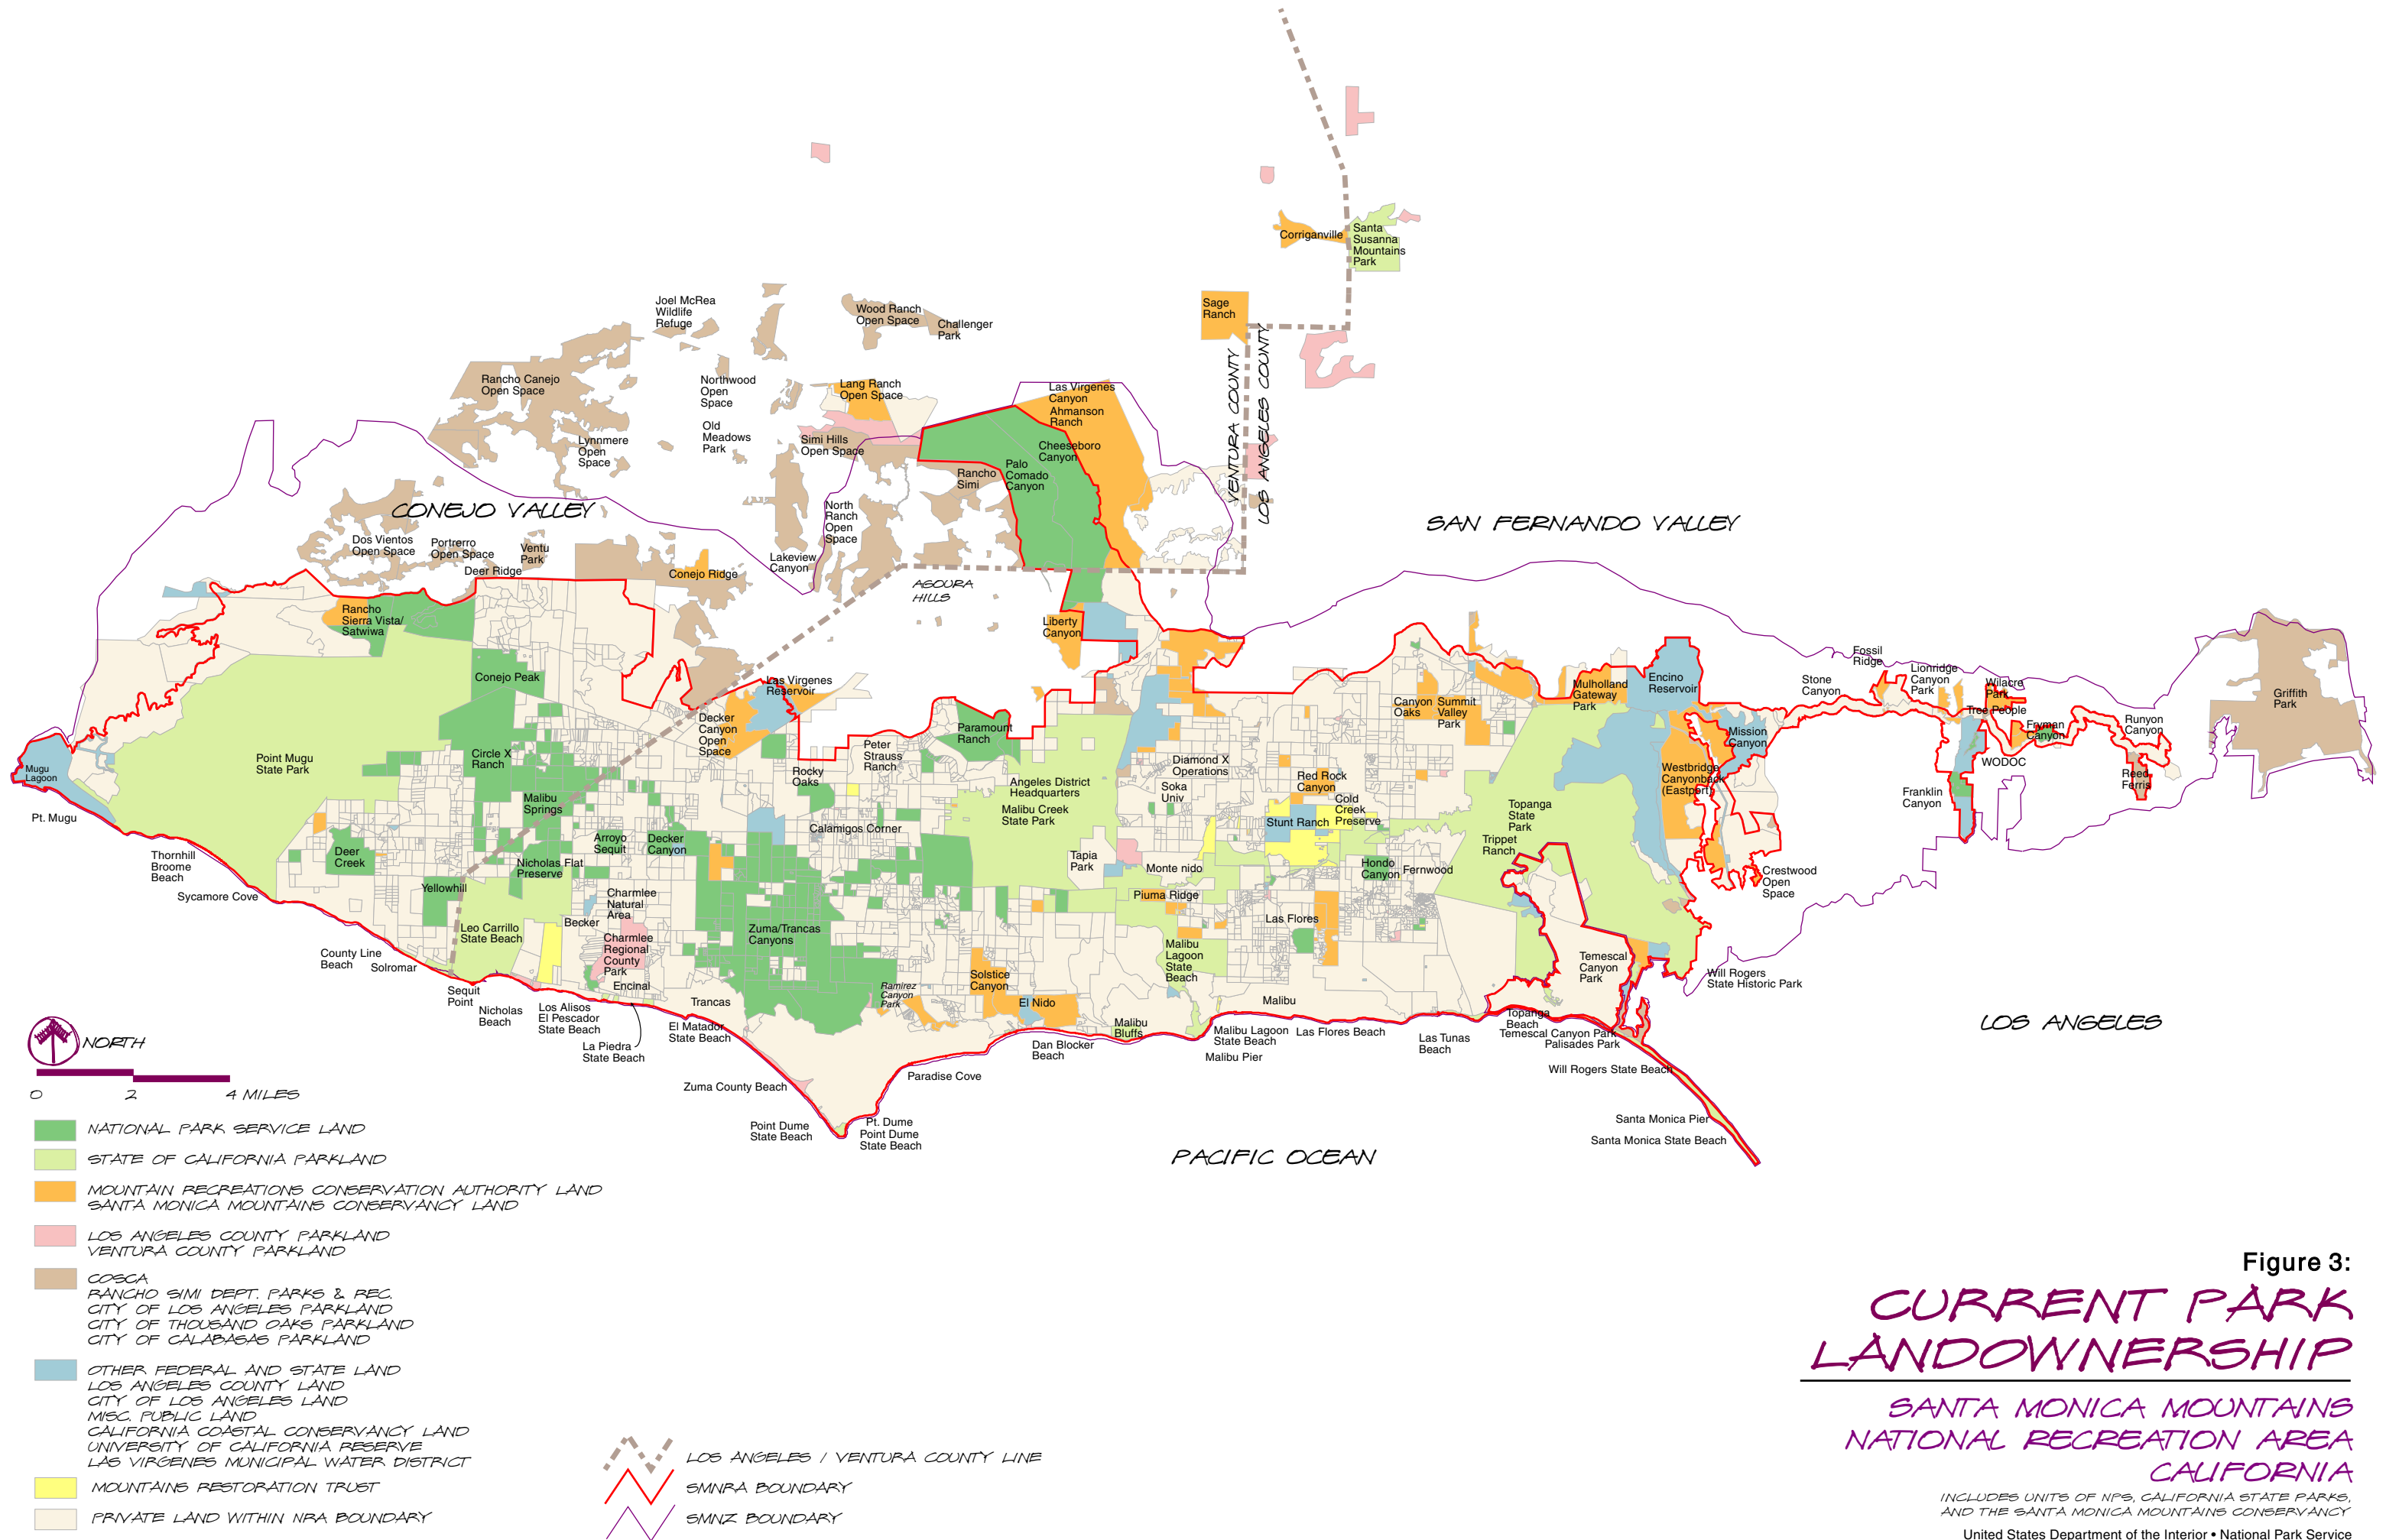 Corriganville
Santa
Susanna
Mountains
Park
Sage
Ranch
Joel McRea
Wildlife
Refuge
Wood Ranch
Open Space
Challenger
Park
Rancho Canejo
Open Space
Northwood
Open
Space
Lang Ranch
Open Space
Las Virgenes
Canyon
Ahmanson
Ranch
VENTURA COUNTY
LOS ANGELES COUNTY
Old
Meadows
Park
Lynnmere
Open
Space
Simi Hills
Open Space
Cheeseboro
Canyon
Palo
Comado
Canyon
Rancho
Simi
CONEJO VALLEY
North
Ranch
Open
Space
SAN FERNANDO VALLEY
Dos Vientos
Open Space
Portrerro
Open Space
Ventu
Park
Deer Ridge
Conejo Ridge
Lakeview
Canyon
AGOURA
HILLS
Rancho
Sierra Vista/
Satwiwa
Liberty
Canyon
Conejo Peak
Las Virgenes
Reservoir
Decker
Canyon
Open
Space
Paramount
Ranch
Peter
Strauss
Ranch
Rocky
Oaks
Canyon
Oaks
Summit
Valley
Park
Mulholland
Gateway
Park
Encino
Reservoir
Mission
Canyon
Stone
Canyon
Fossil
Ridge
Lionridge
Canyon
Park
Wilacre
Park
Tree People
Fryman
Canyon
Runyon
Canyon
Griffith
Park
WODOC
Reed
Ferris
Franklin
Canyon
Mugu
Lagoon
Pt. Mugu
Point Mugu
State Park
Circle X
Ranch
Malibu
Springs
Angeles District
Headquarters
Malibu Creek
State Park
Diamond X
Operations
Soka
Univ
Red Rock
Canyon
Cold
Creek
Preserve
Stunt Ranch
Westbridge
Canyonback
(Eastport)
Topanga
State
Park
Trippet
Ranch
Calamigos Corner
Arroyo
Sequit
Decker
Canyon
Deer
Creek
Nicholas Flat
Preserve
Yellowhill
Thornhill
Broome
Beach
Sycamore Cove
Tapia
Park
Monte nido
Hondo
Canyon
Fernwood
Crestwood
Open
Space
Charmlee
Natural
Area
Becker
Piuma Ridge
Las Flores
Leo Carrillo
State Beach
Charmlee
Regional
County
Park
Zuma/Trancas
Canyons
County Line
Beach
Solromar
Malibu
Lagoon
State
Beach
Temescal
Canyon
Park
Will Rogers
State Historic Park
Solstice
Canyon
Ramirez
Canyon
Park
Encinal
Trancas
El Nido
Malibu
Sequit
Point
Nicholas
Beach
Los Alisos
El Pescador
State Beach
La Piedra
State Beach
El Matador
State Beach
Malibu
Bluffs
Dan Blocker
Beach
Malibu Lagoon
State Beach
Malibu Pier
Las Flores Beach
Las Tunas
Beach
Topanga
Beach
Temescal Canyon Park
Palisades Park
LOS ANGELES
Zuma County Beach
Paradise Cove
Will Rogers State Beach
Point Dume
State Beach
Pt. Dume
Point Dume
State Beach
Santa Monica Pier
Santa Monica State Beach
PACIFIC OCEAN
NORTH
0 2 4 MILES
NATIONAL PARK SERVICE LAND
STATE OF CALIFORNIA PARKLAND
MOUNTAIN RECREATIONS CONSERVATION AUTHORITY LAND
SANTA MONICA MOUNTAINS CONSERVANCY LAND
LOS ANGELES COUNTY PARKLAND
VENTURA COUNTY PARKLAND
COSCA
RANCHO SIMI DEPT. PARKS & REC.
CITY OF LOS ANGELES PARKLAND
CITY OF THOUSAND OAKS PARKLAND
CITY OF CALABASAS PARKLAND
OTHER FEDERAL AND STATE LAND
LOS ANGELES COUNTY LAND
CITY OF LOS ANGELES LAND
MISC. PUBLIC LAND
CALIFORNIA COASTAL CONSERVANCY LAND
UNIVERSITY OF CALIFORNIA RESERVE
LAS VIRGENES MUNICIPAL WATER DISTRICT
MOUNTAINS RESTORATION TRUST
PRIVATE LAND WITHIN NRA BOUNDARY
LOS ANGELES / VENTURA COUNTY LINE
SMNRA BOUNDARY
SMNZ BOUNDARY
Figure 3:
CURRENT PARK
LANDOWNERSHIP
SANTA MONICA MOUNTAINS
NATIONAL RECREATION AREA
CALIFORNIA
INCLUDES UNITS OF NPS, CALIFORNIA STATE PARKS,
AND THE SANTA MONICA MOUNTAINS CONSERVANCY
United States Department of the Interior • National Park Service